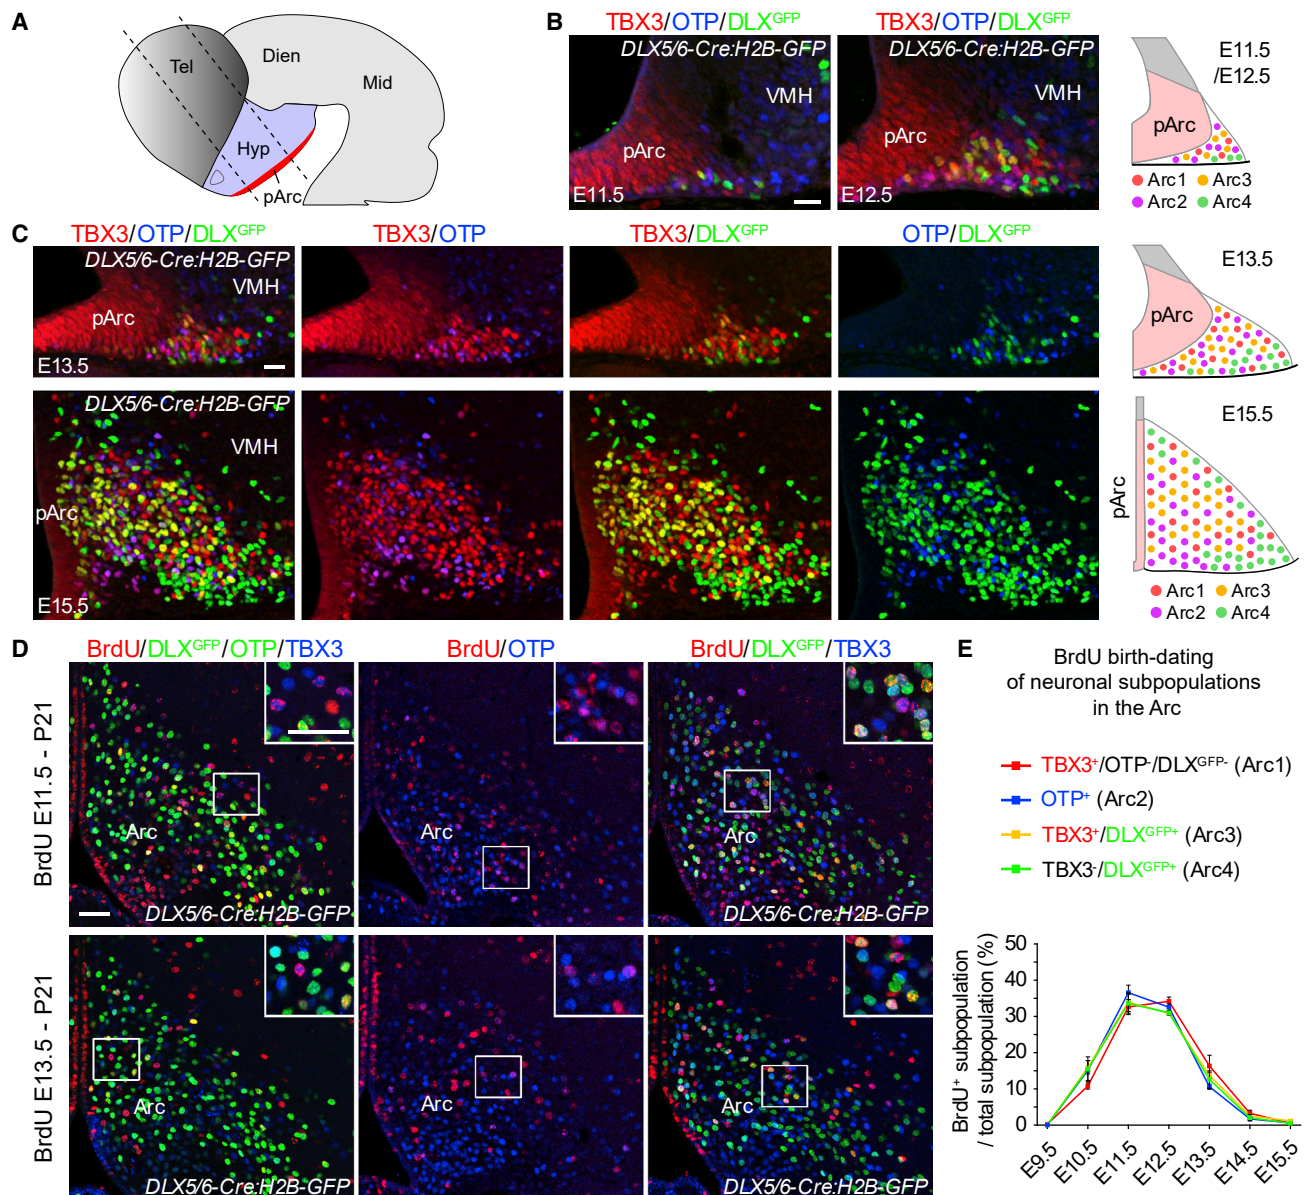 A
Tel
Dien
Mid
Hyp
pArc
B
TBX3/OTP/DLXGFP
DLX5/6-Cre:H2B-GFP
VMH
pArc
E11.5
TBX3/OTP/DLXGFP
DLX5/6-Cre:H2B-GFP
VMH
pArc
E12.5
E11.5
/E12.5
pArc
Arc1
Arc3
Arc2
Arc4
C
TBX3/OTP/DLXGFP
TBX3/OTP
TBX3/DLXGFP
OTP/DLXGFP
DLX5/6-Cre:H2B-GFP
VMH
pArc
E13.5
E13.5
pArc
DLX5/6-Cre:H2B-GFP
VMH
pArc
E15.5
E15.5
pArc
Arc1
Arc3
Arc2
Arc4
D
BrdU/DLXGFP/OTP/TBX3
BrdU/OTP
BrdU/DLXGFP/TBX3
BrdU E11.5 - P21
Arc
DLX5/6-Cre:H2B-GFP
Arc
Arc
DLX5/6-Cre:H2B-GFP
BrdU E13.5 - P21
Arc
DLX5/6-Cre:H2B-GFP
Arc
Arc
DLX5/6-Cre:H2B-GFP
E
BrdU birth-dating
of neuronal subpopulations
in the Arc
TBX3+/OTP-/DLXGFP- (Arc1)
OTP+ (Arc2)
TBX3+/DLXGFP+ (Arc3)
TBX3-/DLXGFP+ (Arc4)
BrdU+ subpopulation
/ total subpopulation (%)
50
40
30
20
10
0
E9.5
E10.5
E11.5
E12.5
E13.5
E14.5
E15.5